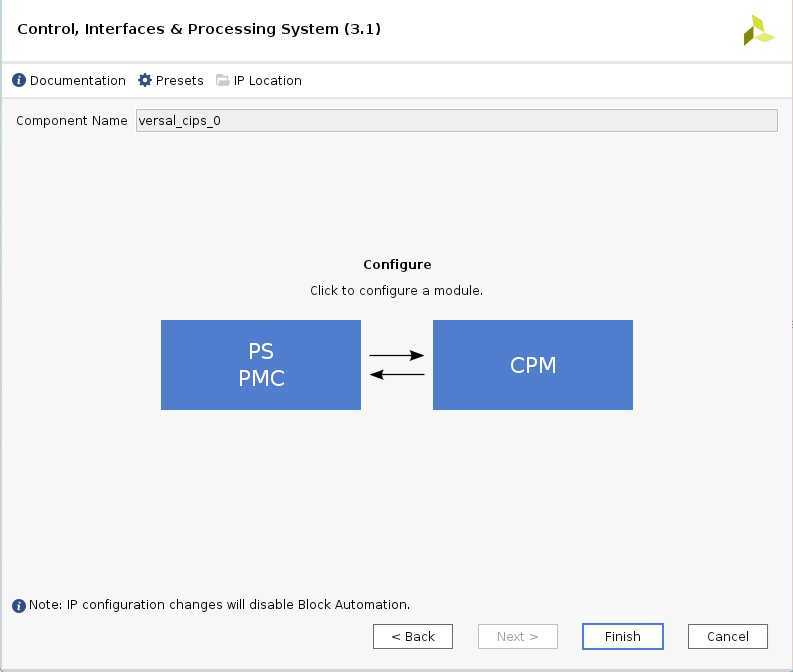 Control, Interfaces & Processing System (3.1)
Documentation Presets IP Location
Component Name versal_cips_0
Configure
Click to configure a module.
PS
PMC
CPM
Note: IP configuration changes will disable Block Automation.
< Back Next > Finish Cancel